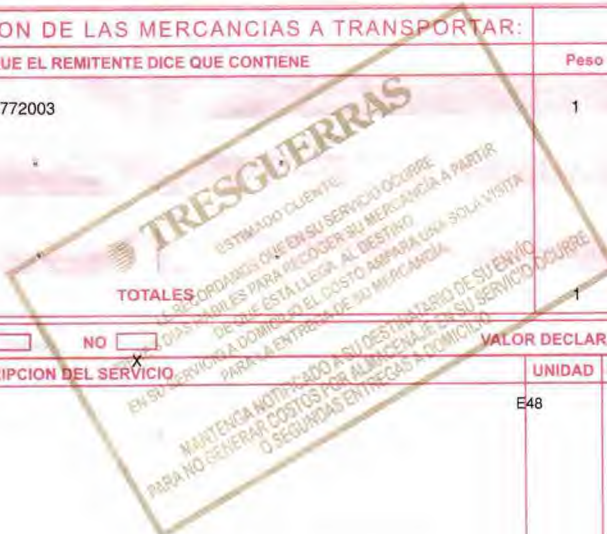 ON DE LAS MERCANCIAS A TRANSPORTAR:
UE EL REMITENTE DICE QUE CONTIENE
Peso
772003
1
TRESGUERRAS
ESTIMADO CLIENTE
LE RECORDAMOS QUE EN SU SERVICIO OCURRE
DIAS HABILES PARA RECOGER SU MERCANCIA A PARTIR
DE QUE ESTA LLEGA AL DESTINO
EN SU SERVICIO A DOMICILIO EL COSTO AMPARA UNA SOLA VISITA
PARA LA ENTREGA DE SU MERCANCIA.
MANTENGA NOTIFICADO A SU DESTINATARIO DE SU ENVÍO
PARA NO GENERAR COSTOS POR ALMACENAJE EN SU SERVICIO OCURRE
O SEGUNDAS ENTREGAS A DOMICILIO
TOTALES
1
NO
X
VALOR DECLAR
IPCION DEL SERVICIO
UNIDAD
E48